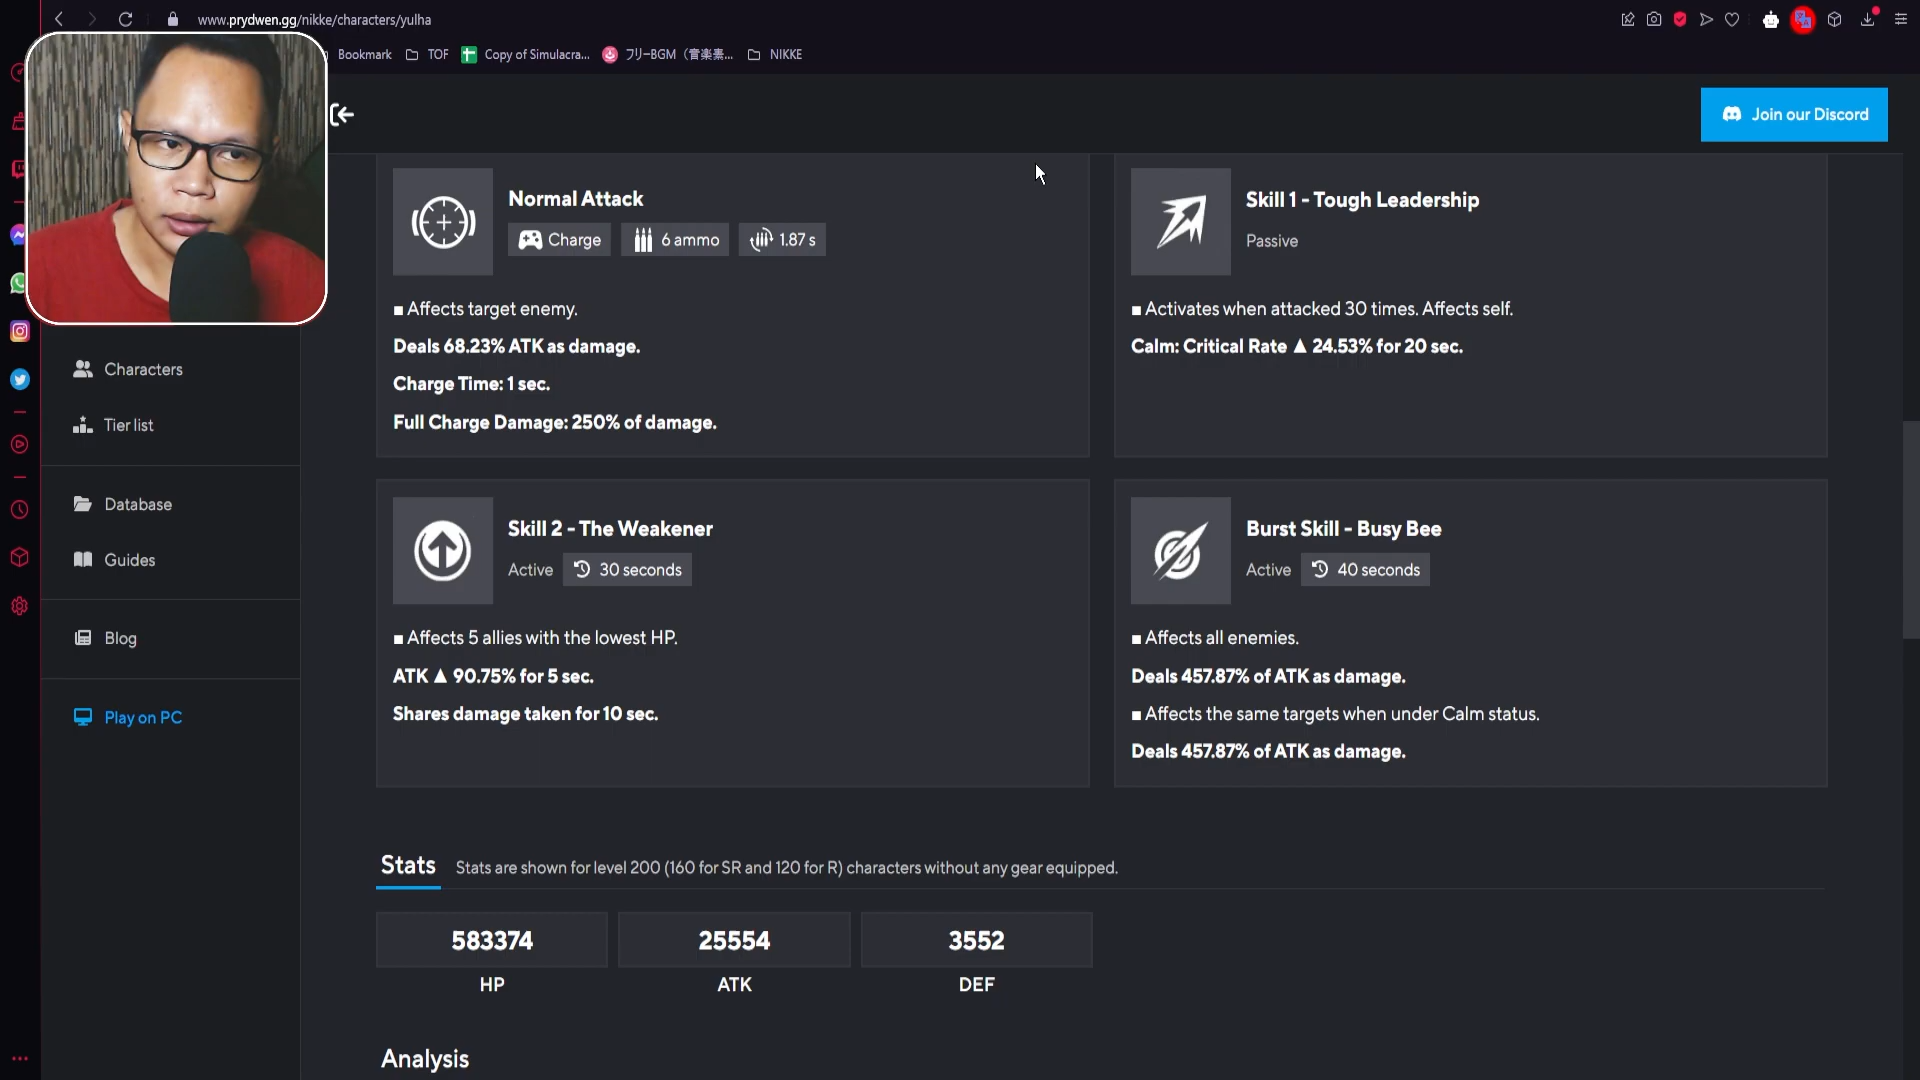 www.prydwen.gg/nikke/characters/yulha
Bookmark
TOF
Copy of Simulacra...
フリーBGM（音楽素...
NIKKE
Join our Discord
Characters
Tier list
Database
Guides
Blog
Play on PC
Normal Attack
Charge
6 ammo
1.87 s
■ Affects target enemy.
Deals 68.23% ATK as damage.
Charge Time: 1 sec.
Full Charge Damage: 250% of damage.
Skill 1 - Tough Leadership
Passive
■ Activates when attacked 30 times. Affects self.
Calm: Critical Rate ▲ 24.53% for 20 sec.
Skill 2 - The Weakener
Active
30 seconds
■ Affects 5 allies with the lowest HP.
ATK ▲ 90.75% for 5 sec.
Shares damage taken for 10 sec.
Burst Skill - Busy Bee
Active
40 seconds
■ Affects all enemies.
Deals 457.87% of ATK as damage.
■ Affects the same targets when under Calm status.
Deals 457.87% of ATK as damage.
Stats
Stats are shown for level 200 (160 for SR and 120 for R) characters without any gear equipped.
583374
HP
25554
ATK
3552
DEF
Analysis